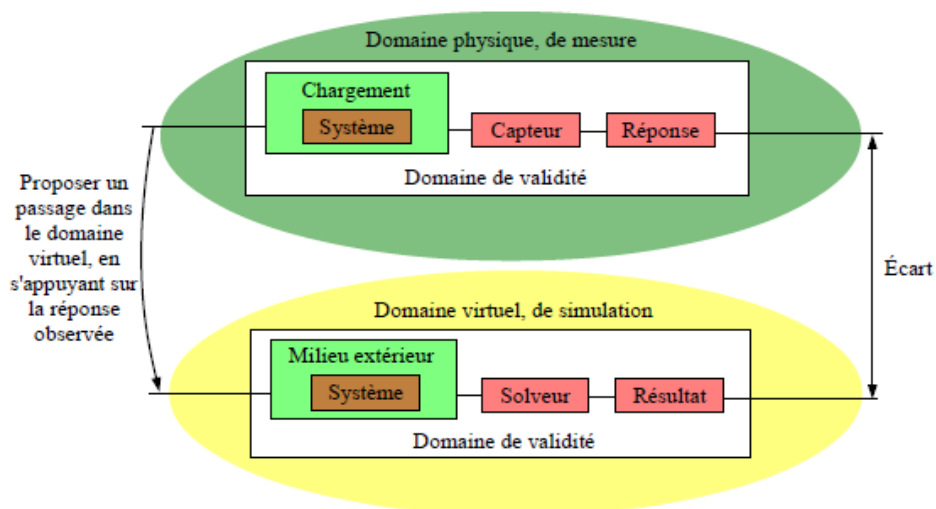 Domaine physique, de mesure
Chargement
Système
Capteur
Réponse
Domaine de validité
Proposer un
passage dans
le domaine
virtuel, en
s'appuyant sur
la réponse
observée
Écart
Domaine virtuel, de simulation
Milieu extérieur
Système
Solveur
Résultat
Domaine de validité